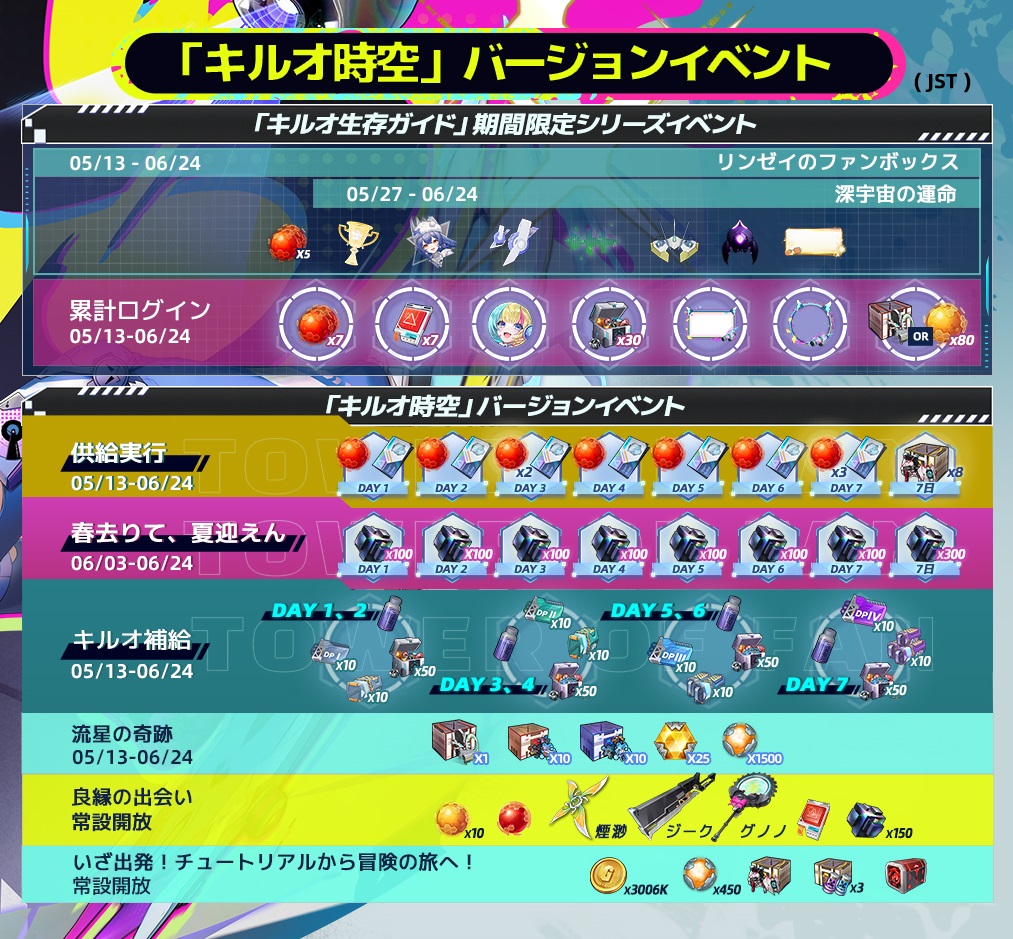 「キルオ時空」バージョンイベント
( JST )
「キルオ生存ガイド」期間限定シリーズイベント
05/13 - 06/24 リンゼイのファンボックス
05/27 - 06/24 深宇宙の運命
X5
累計ログイン
05/13-06/24
x7 x7 x30 OR x80
「キルオ時空」バージョンイベント
供給実行
05/13-06/24
x2 x3 x8
DAY 1 DAY 2 DAY 3 DAY 4 DAY 5 DAY 6 DAY 7 7日
春去りて、夏迎えん
06/03-06/24
x100 X100 x100 x100 x100 x100 x100 x300
DAY 1 DAY 2 DAY 3 DAY 4 DAY 5 DAY 6 DAY 7 7日
TOWER OF FAN
キルオ補給
05/13-06/24
DAY 1、2
DP I x10 x50 x10
DAY 3、4
DP II x10 x10 x50
DAY 5、6
DP III x10 x50 x10
DAY 7
DP IV x10 x10 x50
流星の奇跡
05/13-06/24
X1 X10 X10 X25 X1500
良縁の出会い
常設開放
x10 煙渺 ジーク グノノ x150
いざ出発！チュートリアルから冒険の旅へ！
常設開放
x3006K x450 x3